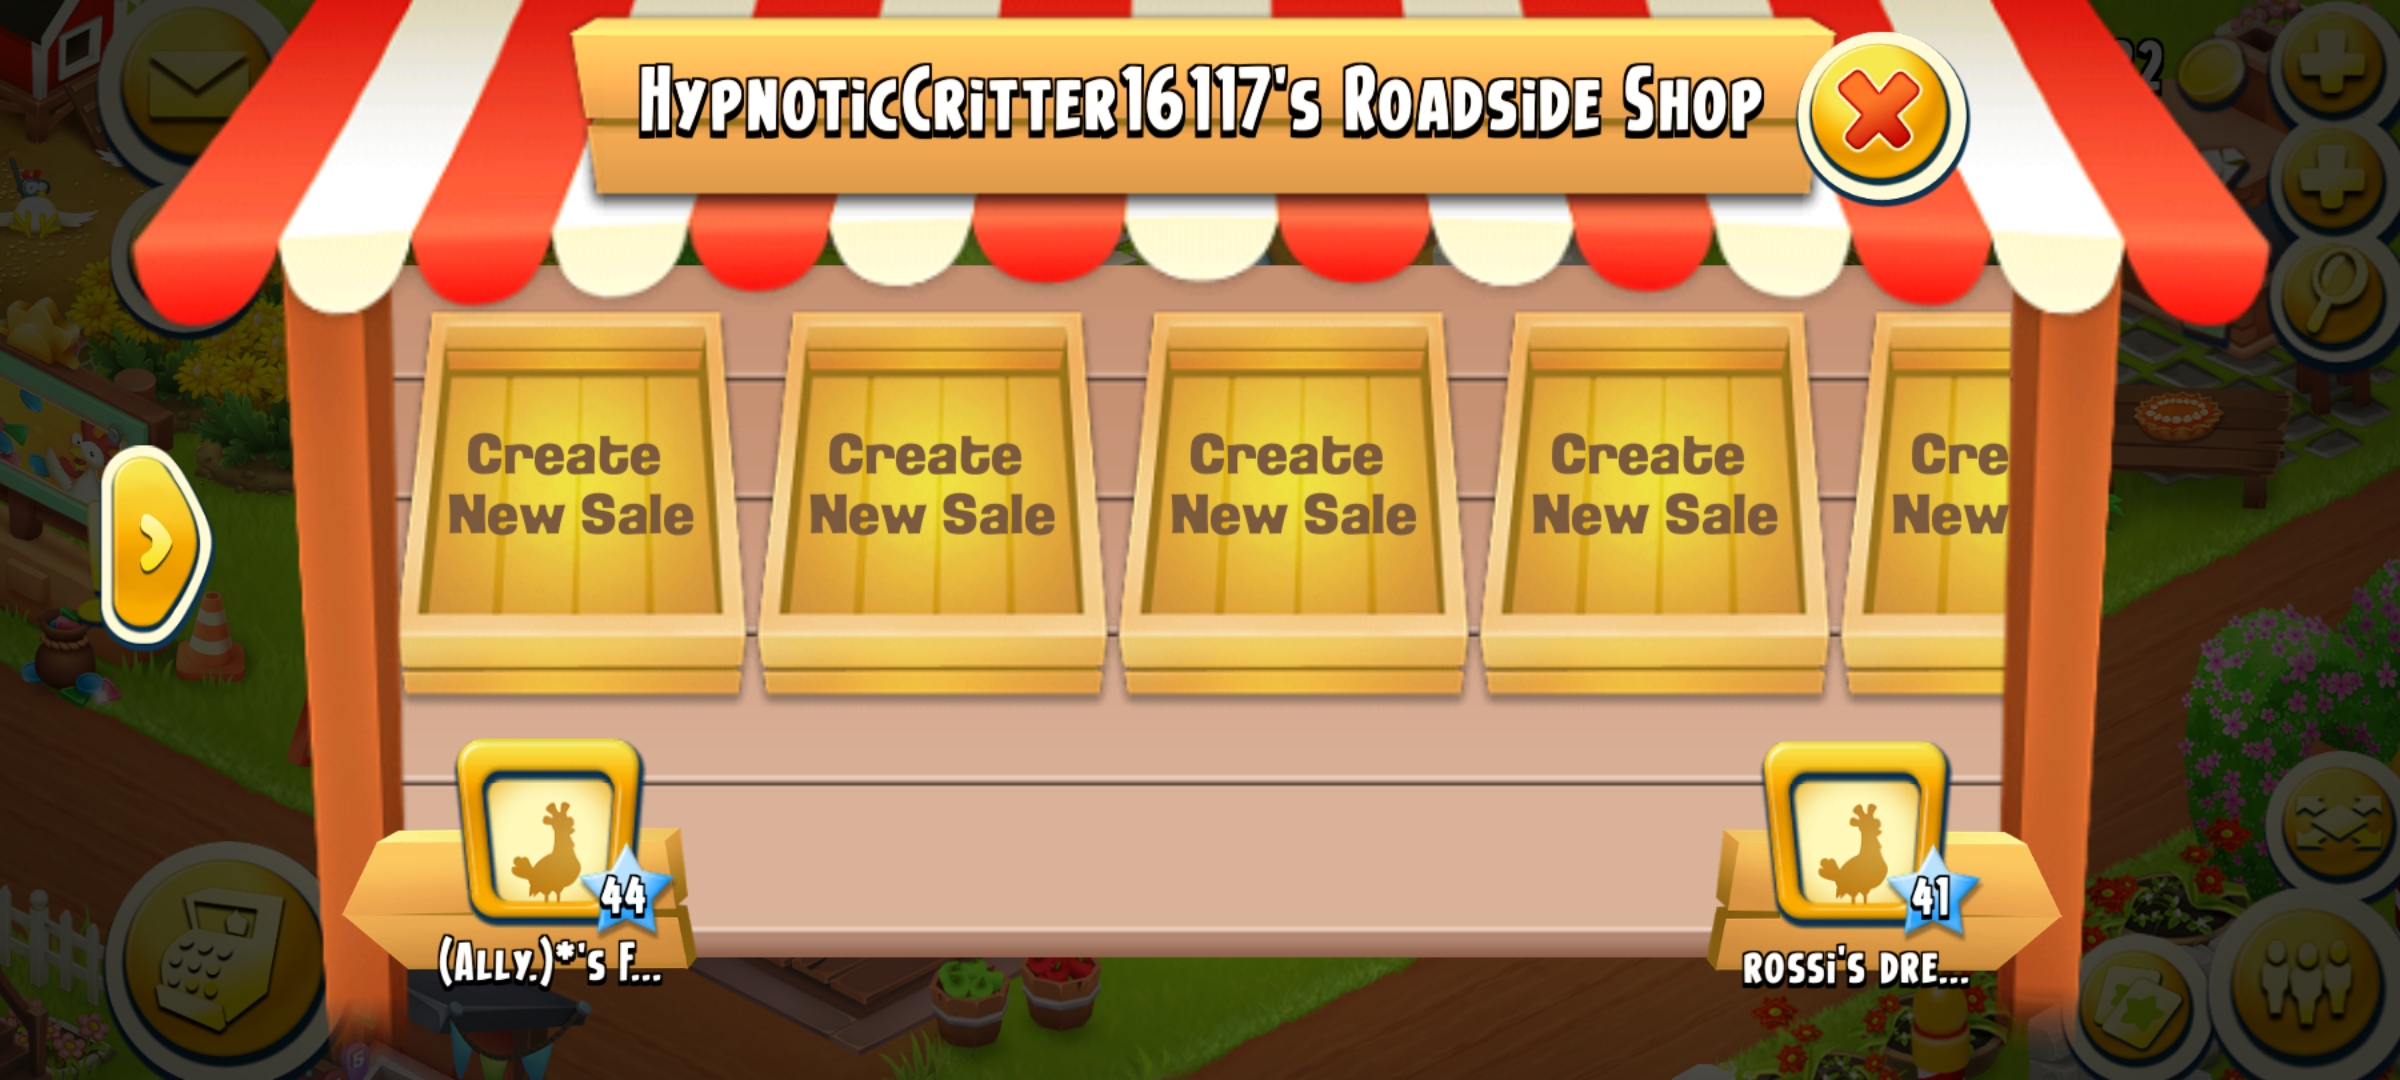 HypnoticCritter16117's Roadside Shop
Create
New Sale
Create
New Sale
Create
New Sale
Create
New Sale
Cre
New
44
(Ally.)*'s F...
41
Rossi's Dre...